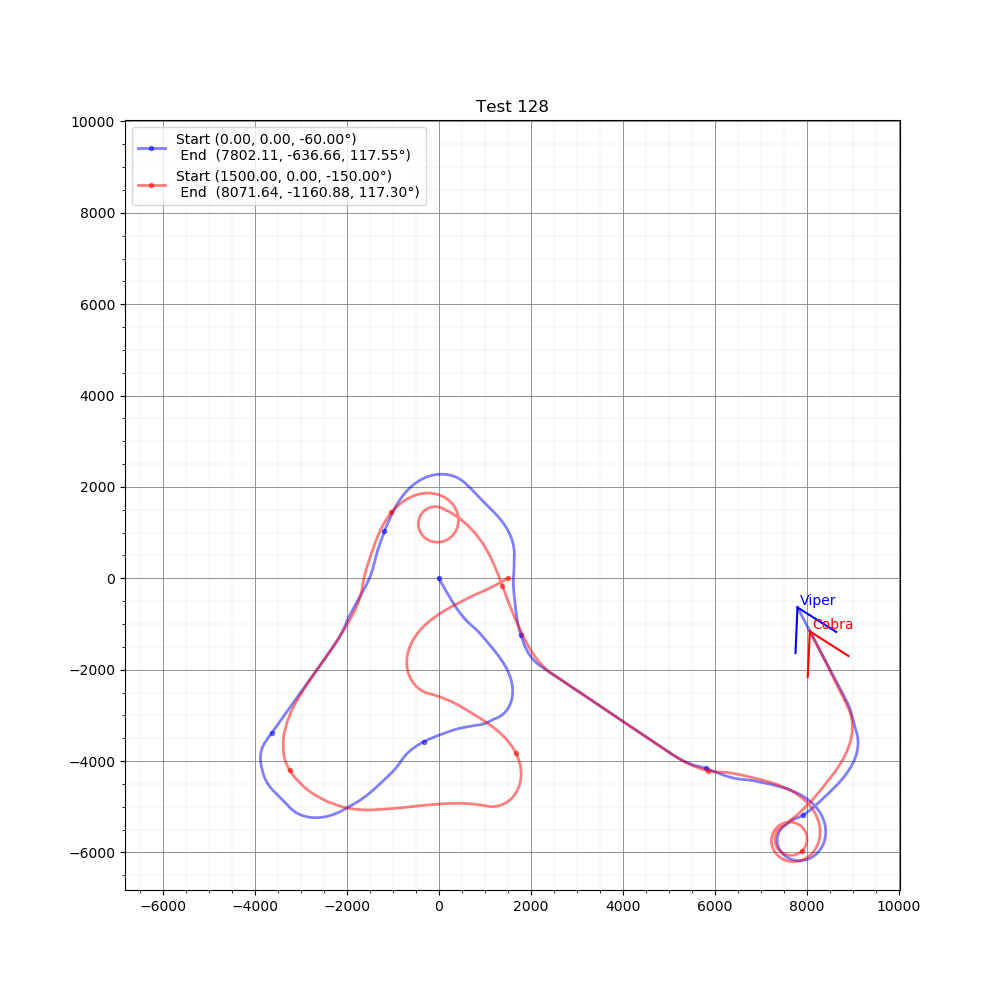 Test 128
10000
8000
6000
4000
2000
0
−2000
−4000
−6000
Start (0.00, 0.00, -60.00°)
End (7802.11, -636.66, 117.55°)
Start (1500.00, 0.00, -150.00°)
End (8071.64, -1160.88, 117.30°)
Viper
Cobra
−6000 −4000 −2000 0 2000 4000 6000 8000 10000